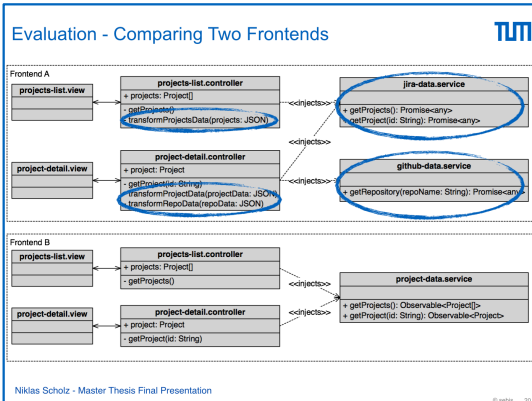 Evaluation - Comparing Two Frontends
TUM
Frontend A
projects-list.view
projects-list.controller
+ projects: Project[]
- getProjects()
- transformProjectsData(projects: JSON)
<<injects>>
jira-data.service
+ getProjects(): Promise<any>
+ getProject(id: String): Promise<any>
<<injects>>
project-detail.view
project-detail.controller
+ project: Project
- getProject(id: String)
- transformProjectData(projectData: JSON)
- transformRepoData(repoData: JSON)
<<injects>>
github-data.service
+ getRepository(repoName: String): Promise<any>
Frontend B
projects-list.view
projects-list.controller
+ projects: Project[]
- getProjects()
<<injects>>
project-data.service
+ getProjects(): Observable<Project[]>
+ getProject(id: String): Observable<Project>
project-detail.view
project-detail.controller
+ project: Project
- getProject(id: String)
<<injects>>
Niklas Scholz - Master Thesis Final Presentation